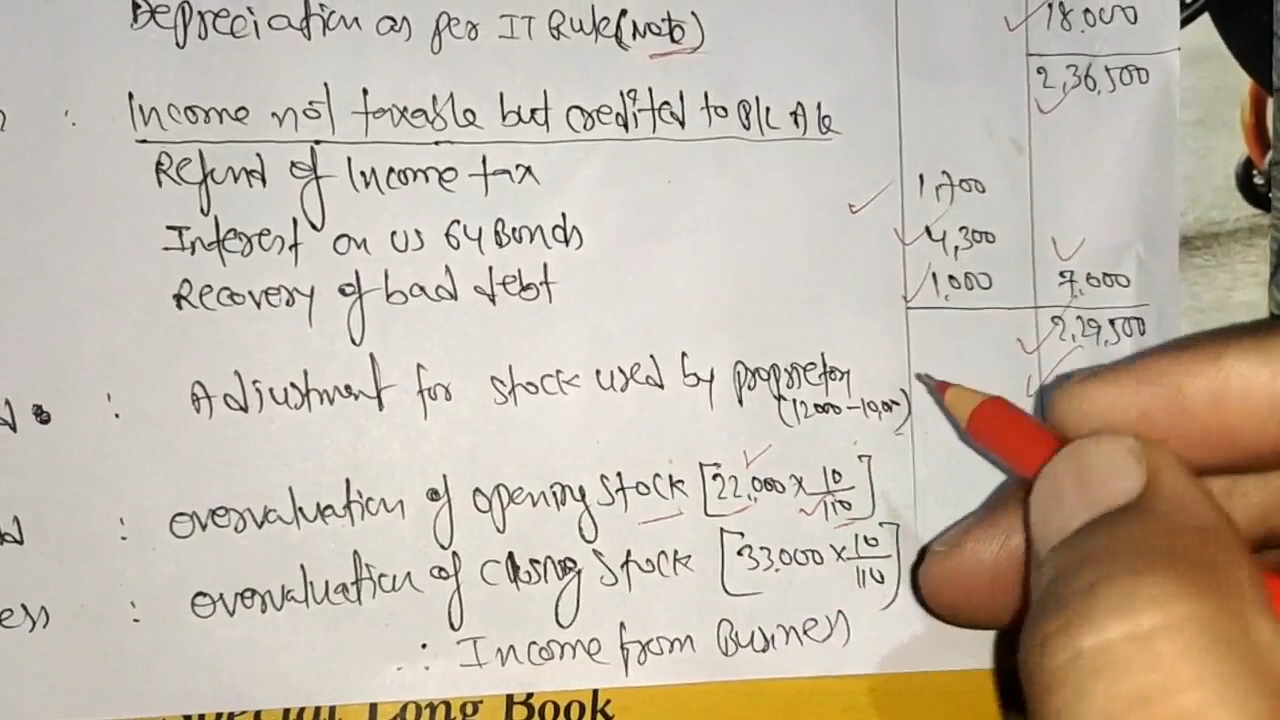 Depreciation as per IT Rule(Note) 18.000
2,36,500
: Income not taxable but credited to P/L A/c
Refund of Income tax 1,700
Interest on US 64 Bonds 4,300
Recovery of bad debt 1,000 7,000
2,29,500
: Adjustment for stock used by proprietor
(12000-10,00)
: overvaluation of opening stock [22,000 × 10/110]
ess : overvaluation of closing stock [33.000 × 10/110]
∴ Income from Business
Special Long Book